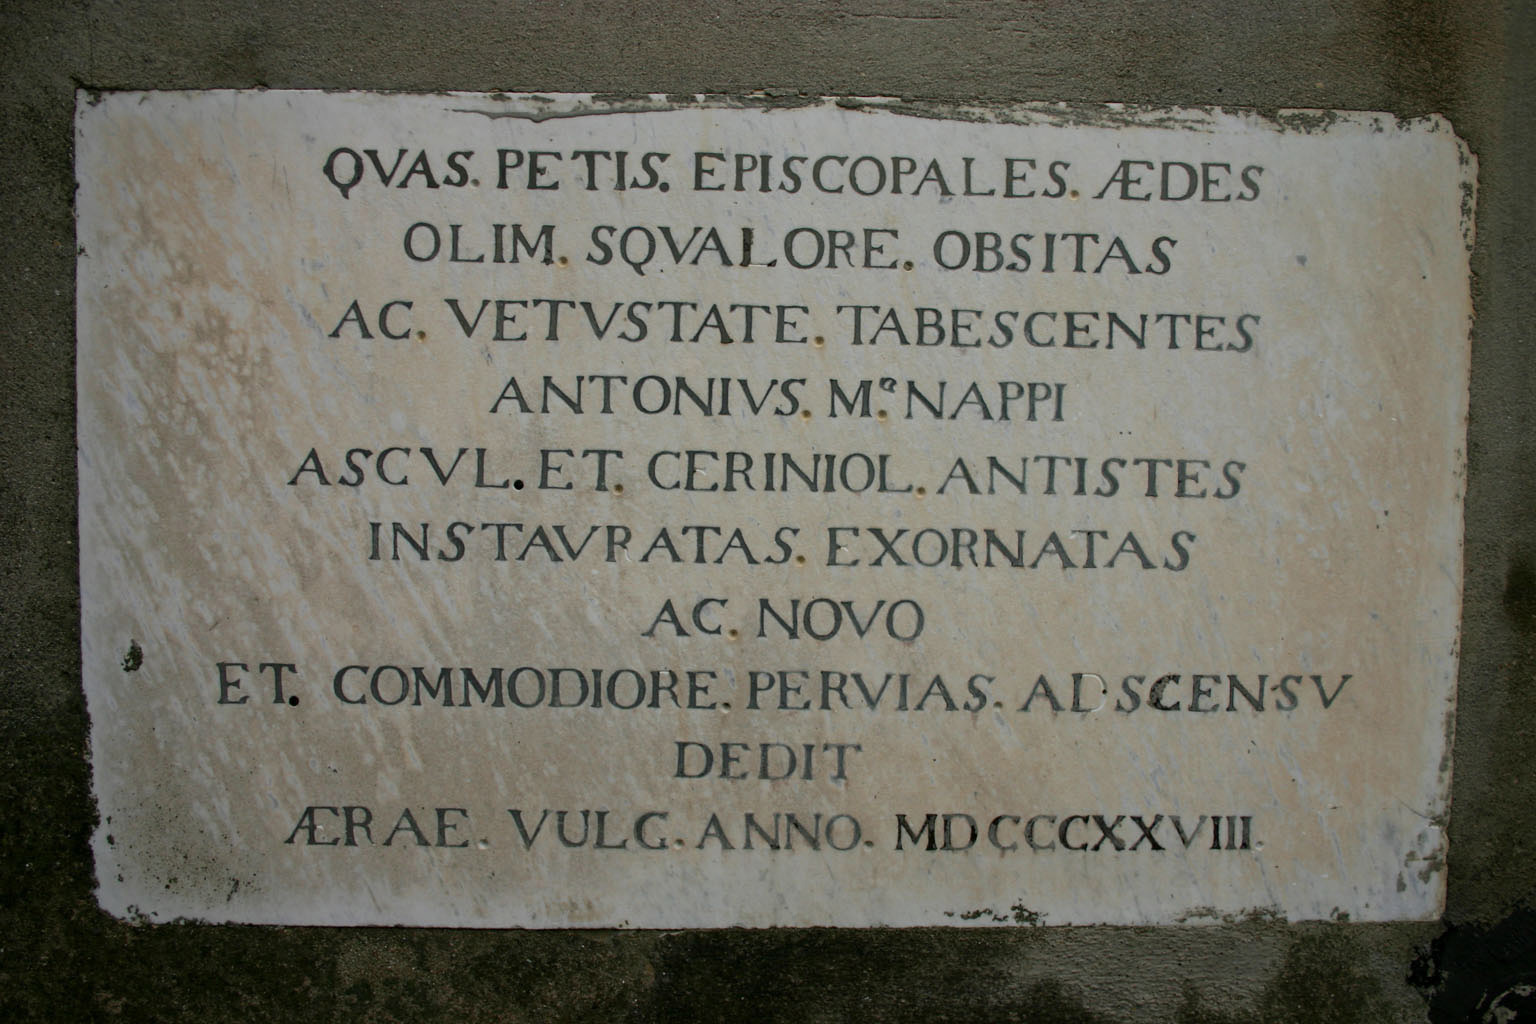 QVAS. PETIS. EPISCOPALES. ÆDES
OLIM. SQVALORE. OBSITAS
AC. VETVSTATE. TABESCENTES
ANTONIVS. Mª. NAPPI
ASCVL. ET. CERINIOL. ANTISTES
INSTAVRATAS. EXORNATAS
AC. NOVO
ET. COMMODIORE. PERVIAS. ADSCENSV
DEDIT
ÆRAE. VULG. ANNO. MDCCCXXVIII.